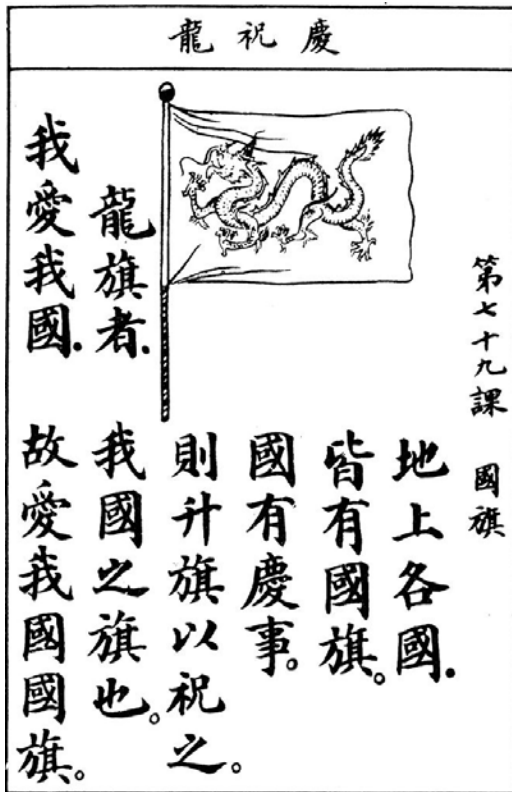 慶祝龍
第七十九課 國旗
地上各國.
皆有國旗。
國有慶事。
則升旗以祝之。
龍旗者.我國之旗也。
我愛我國.故愛我國國旗。